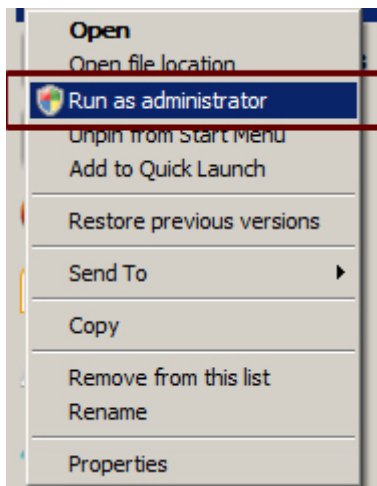 Open
Open file location
Run as administrator
Unpin from Start Menu
Add to Quick Launch
Restore previous versions
Send To
Copy
Remove from this list
Rename
Properties